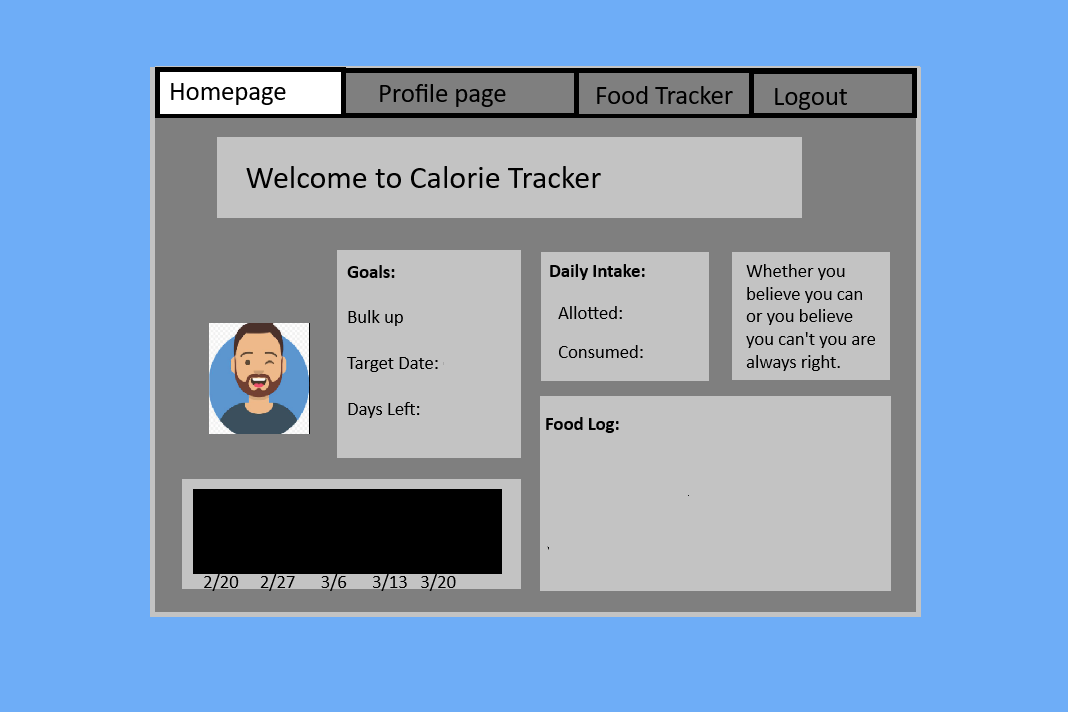 Homepage
Profile page
Food Tracker
Logout
Welcome to Calorie Tracker
Goals:
Bulk up
Target Date:
Days Left:
Daily Intake:
Allotted:
Consumed:
Whether you
believe you can
or you believe
you can't you are
always right.
Food Log:
2/20 2/27 3/6 3/13 3/20